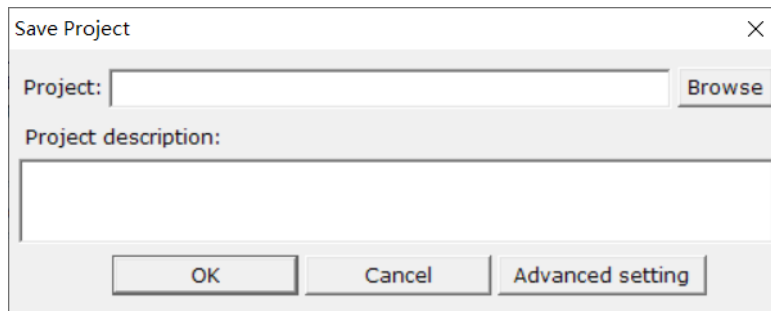 Save Project
Project: Browse
Project description:
OK Cancel Advanced setting